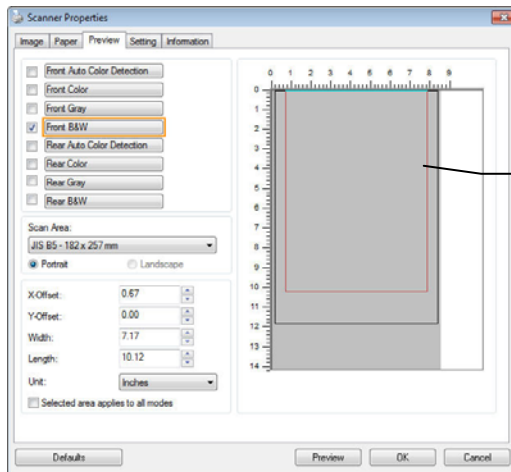 Scanner Properties
Image Paper Preview Setting Information
Front Auto Color Detection
Front Color
Front Gray
Front B&W
Rear Auto Color Detection
Rear Color
Rear Gray
Rear B&W
Scan Area:
JIS B5 - 182 x 257 mm
Portrait Landscape
X-Offset: 0.67
Y-Offset: 0.00
Width: 7.17
Length: 10.12
Unit: Inches
Selected area applies to all modes
0 1 2 3 4 5 6 7 8 9
0
1
2
3
4
5
6
7
8
9
10
11
12
13
14
Defaults Preview OK Cancel